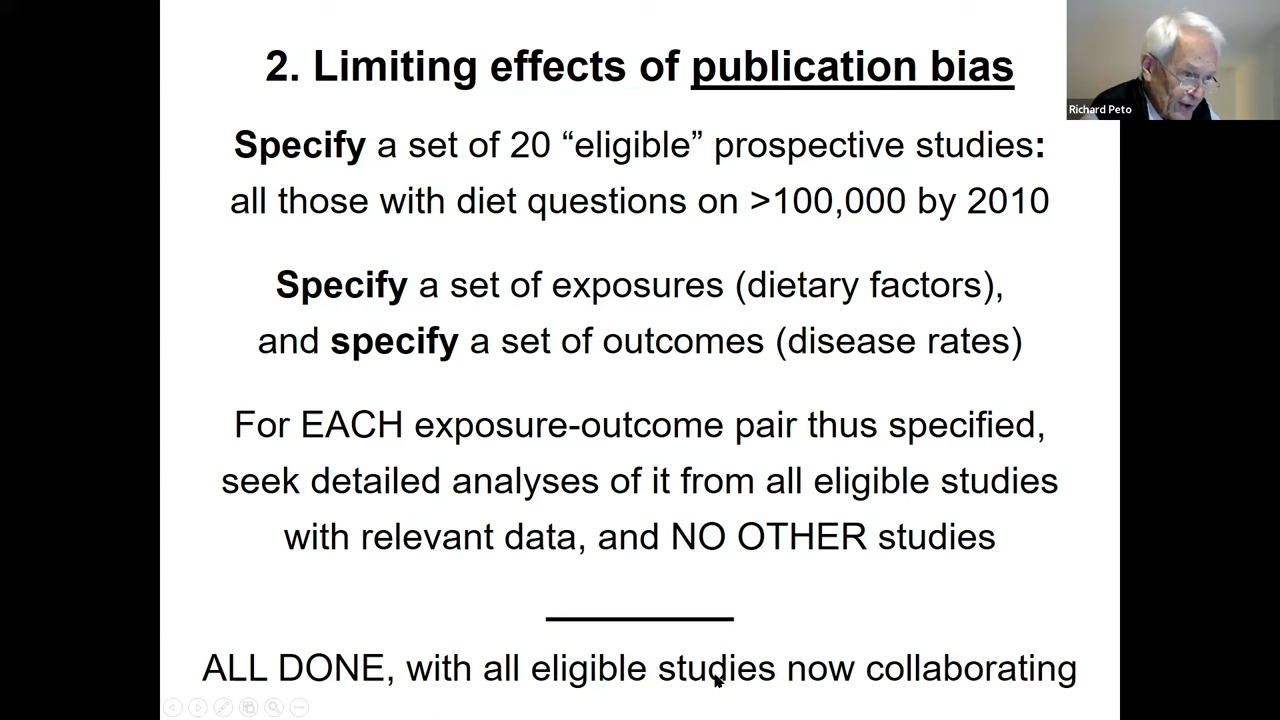 2. Limiting effects of publication bias
Richard Peto
Specify a set of 20 “eligible” prospective studies:
all those with diet questions on >100,000 by 2010
Specify a set of exposures (dietary factors),
and specify a set of outcomes (disease rates)
For EACH exposure-outcome pair thus specified,
seek detailed analyses of it from all eligible studies
with relevant data, and NO OTHER studies
ALL DONE, with all eligible studies now collaborating